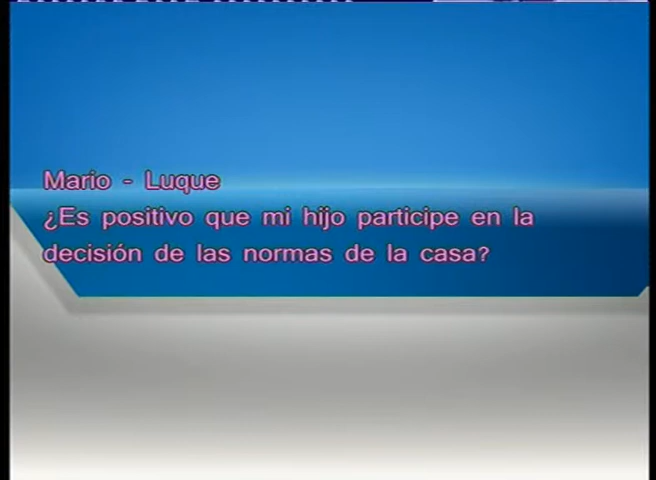 Mario - Luque
¿Es positivo que mi hijo participe en la
decisión de las normas de la casa?